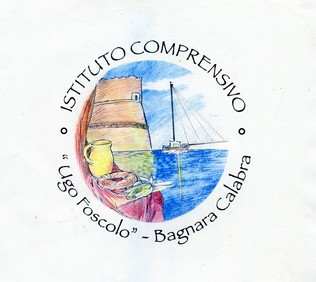 ISTITUTO COMPRENSIVO
"Ugo Foscolo" - Bagnara Calabra